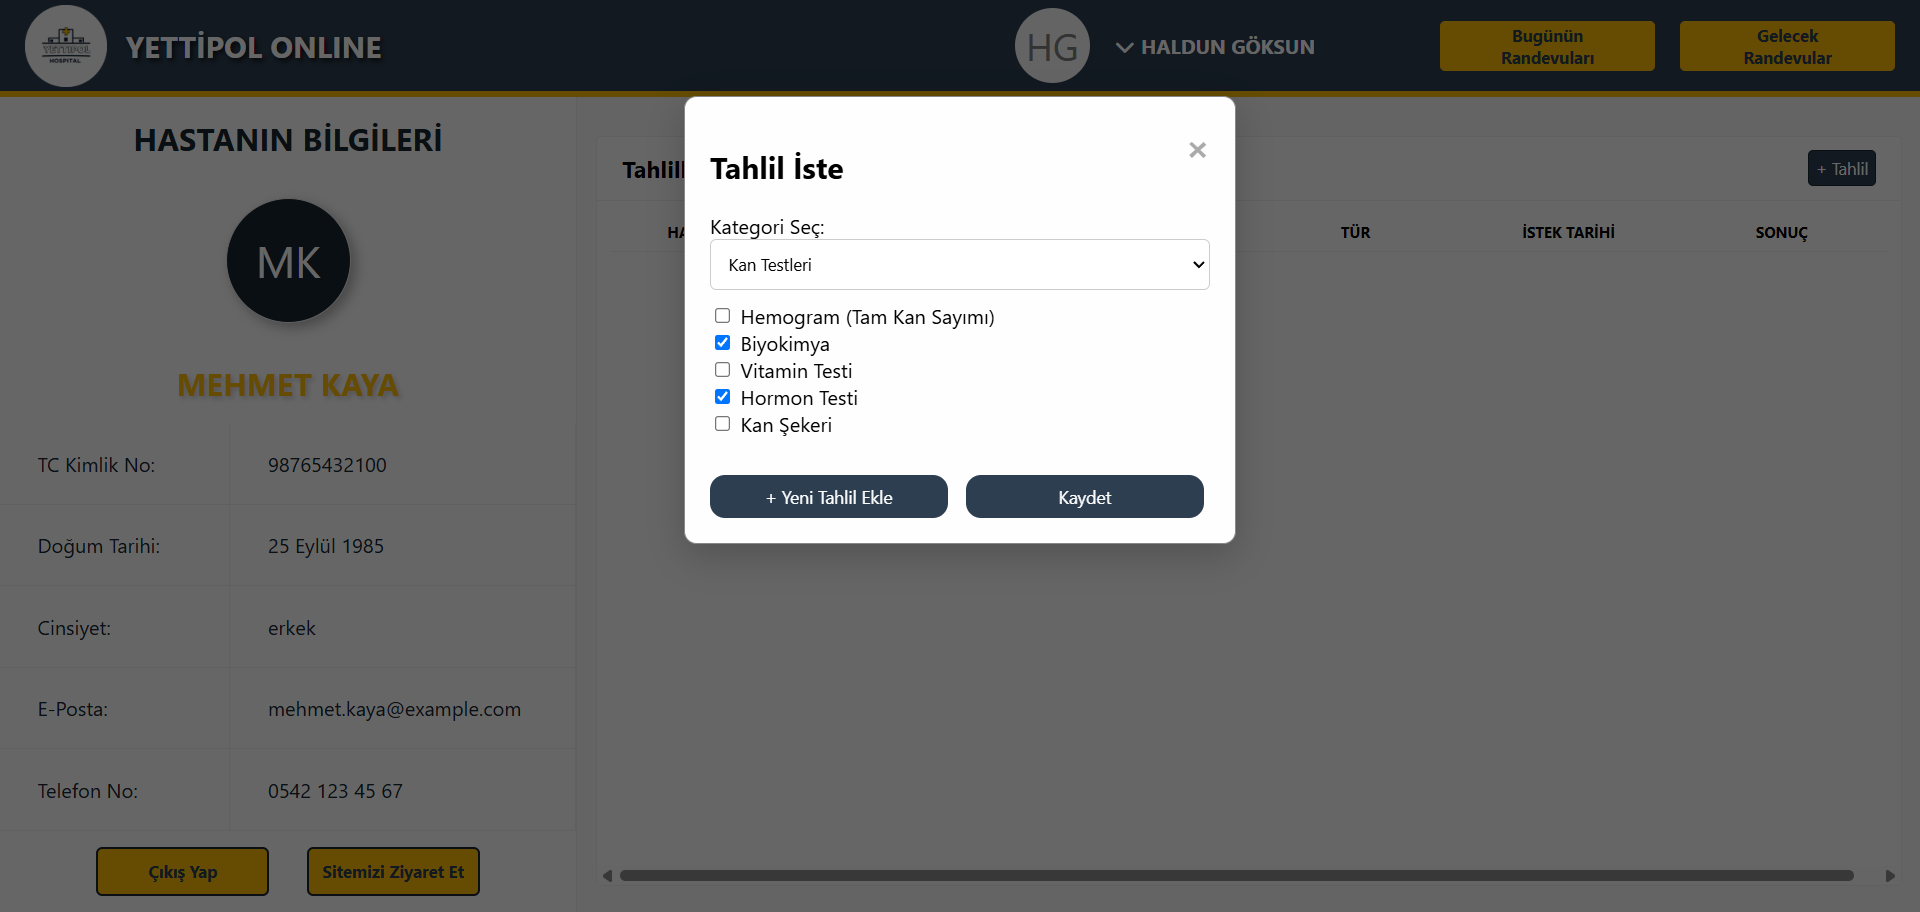 YETTİPOL
HOSPITAL
YETTİPOL ONLINE
HG
HALDUN GÖKSUN
Bugünün
Randevuları
Gelecek
Randevular
HASTANIN BİLGİLERİ
MK
MEHMET KAYA
TC Kimlik No: 98765432100
Doğum Tarihi: 25 Eylül 1985
Cinsiyet: erkek
E-Posta: mehmet.kaya@example.com
Telefon No: 0542 123 45 67
Çıkış Yap
Sitemizi Ziyaret Et
+ Tahlil
TÜR İSTEK TARİHİ SONUÇ
Tahlil İste
×
Kategori Seç:
Kan Testleri
Hemogram (Tam Kan Sayımı)
Biyokimya
Vitamin Testi
Hormon Testi
Kan Şekeri
+ Yeni Tahlil Ekle
Kaydet